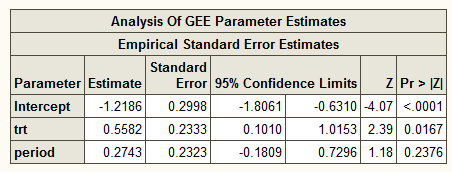 Analysis Of GEE Parameter Estimates
Empirical Standard Error Estimates
Parameter Estimate Standard Error 95% Confidence Limits Z Pr > |Z|
Intercept -1.2186 0.2998 -1.8061 -0.6310 -4.07 <.0001
trt 0.5582 0.2333 0.1010 1.0153 2.39 0.0167
period 0.2743 0.2323 -0.1809 0.7296 1.18 0.2376